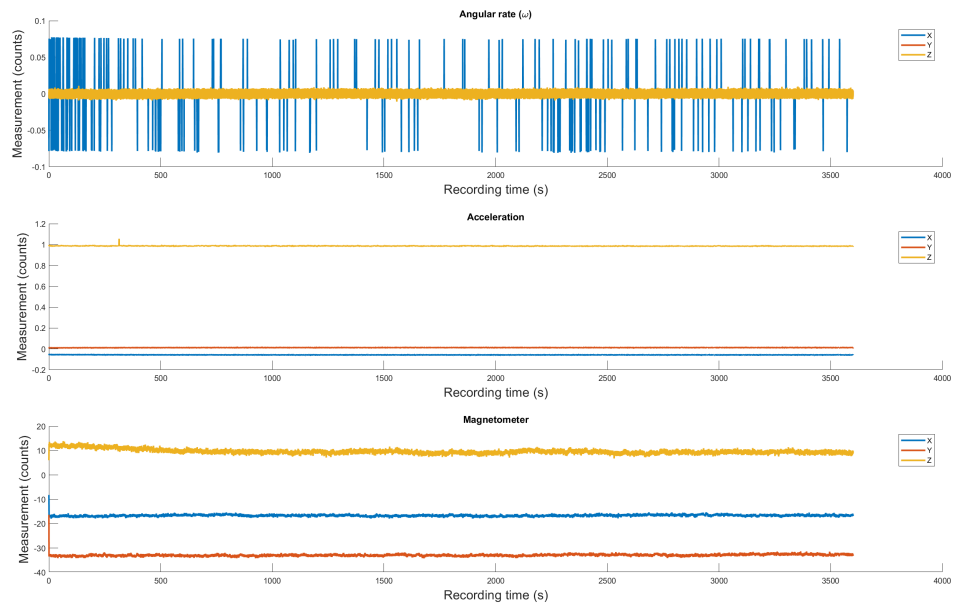 Angular rate (ω)
Measurement (counts)
0.1
0.05
0
-0.05
-0.1
0 500 1000 1500 2000 2500 3000 3500 4000
Recording time (s)
X
Y
Z
Acceleration
Measurement (counts)
1.2
1
0.8
0.6
0.4
0.2
0
-0.2
0 500 1000 1500 2000 2500 3000 3500 4000
Recording time (s)
X
Y
Z
Magnetometer
Measurement (counts)
20
10
0
-10
-20
-30
-40
0 500 1000 1500 2000 2500 3000 3500 4000
Recording time (s)
X
Y
Z